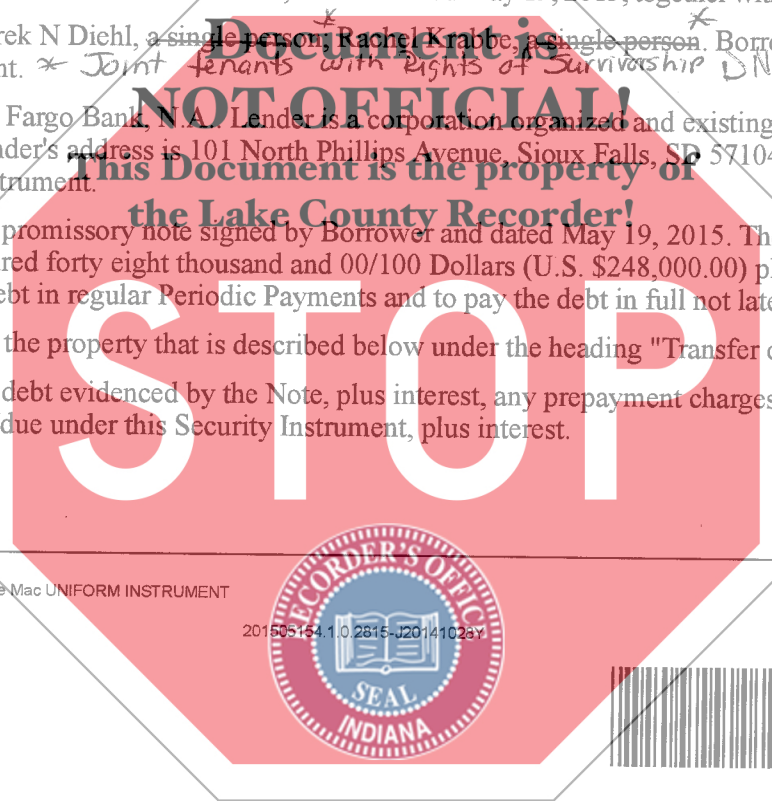 *                                        *
rek N Diehl, a single person, Rachel Krabbe, a single person. Borro
nt. * Joint tenants with Rights of Survivorship DN
Document is
NOT OFFICIAL!
This Document is the property of
the Lake County Recorder!
Fargo Bank, N.A.. Lender is a corporation organized and existing
nder's address is 101 North Phillips Avenue, Sioux Falls, SD 57104
trument.
promissory note signed by Borrower and dated May 19, 2015. Th
red forty eight thousand and 00/100 Dollars (U.S. $248,000.00) pl
ebt in regular Periodic Payments and to pay the debt in full not late
the property that is described below under the heading "Transfer o
debt evidenced by the Note, plus interest, any prepayment charges
due under this Security Instrument, plus interest.
STOP
e Mac UNIFORM INSTRUMENT
201505154.1.0.2815-J20141028Y
RECORDER'S OFFICE
SEAL
INDIANA